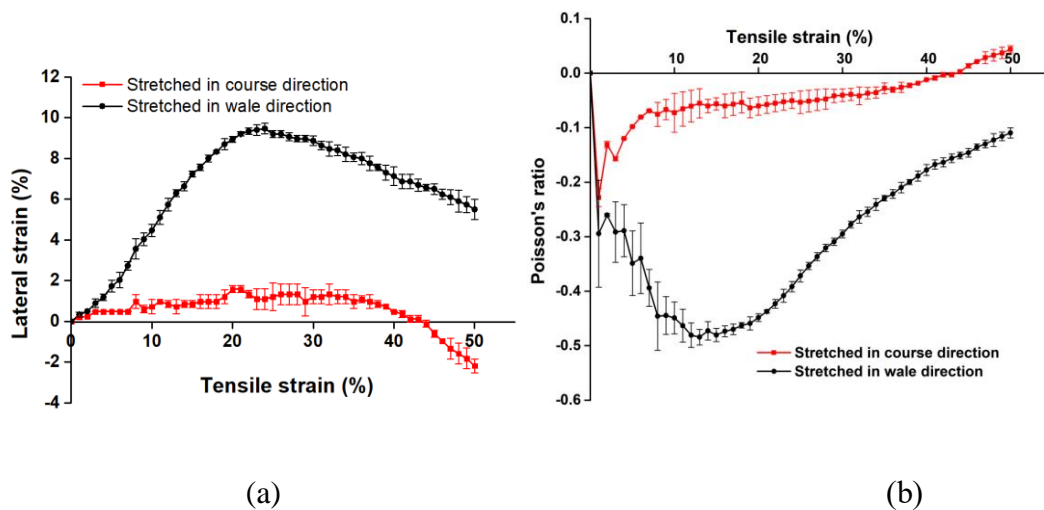 Stretched in course direction
Stretched in wale direction
Lateral strain (%)
12
10
8
6
4
2
0
-2
-4
0 10 20 30 40 50
Tensile strain (%)
(a)
Tensile strain (%)
10 20 30 40 50
Poisson's ratio
0.1
0.0
-0.1
-0.2
-0.3
-0.4
-0.5
-0.6
Stretched in course direction
Stretched in wale direction
(b)